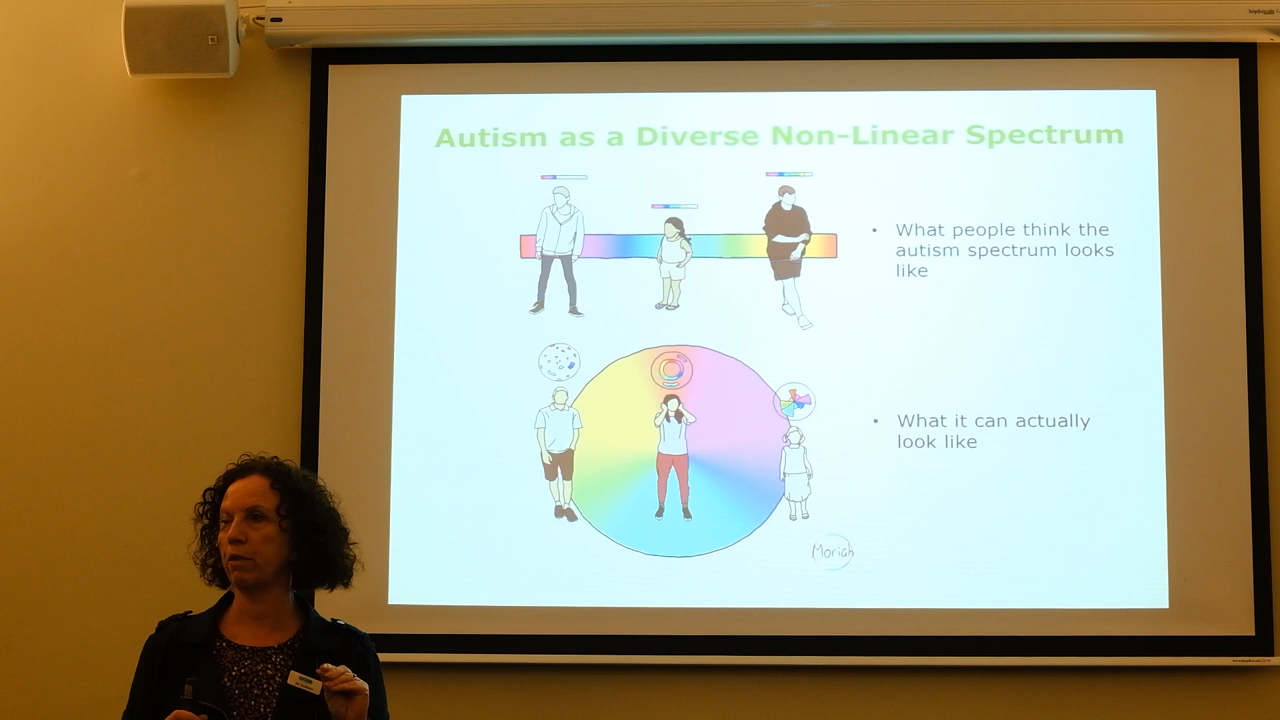 Autism as a Diverse Non-Linear Spectrum
• What people think the
autism spectrum looks
like
• What it can actually
look like
Moriah